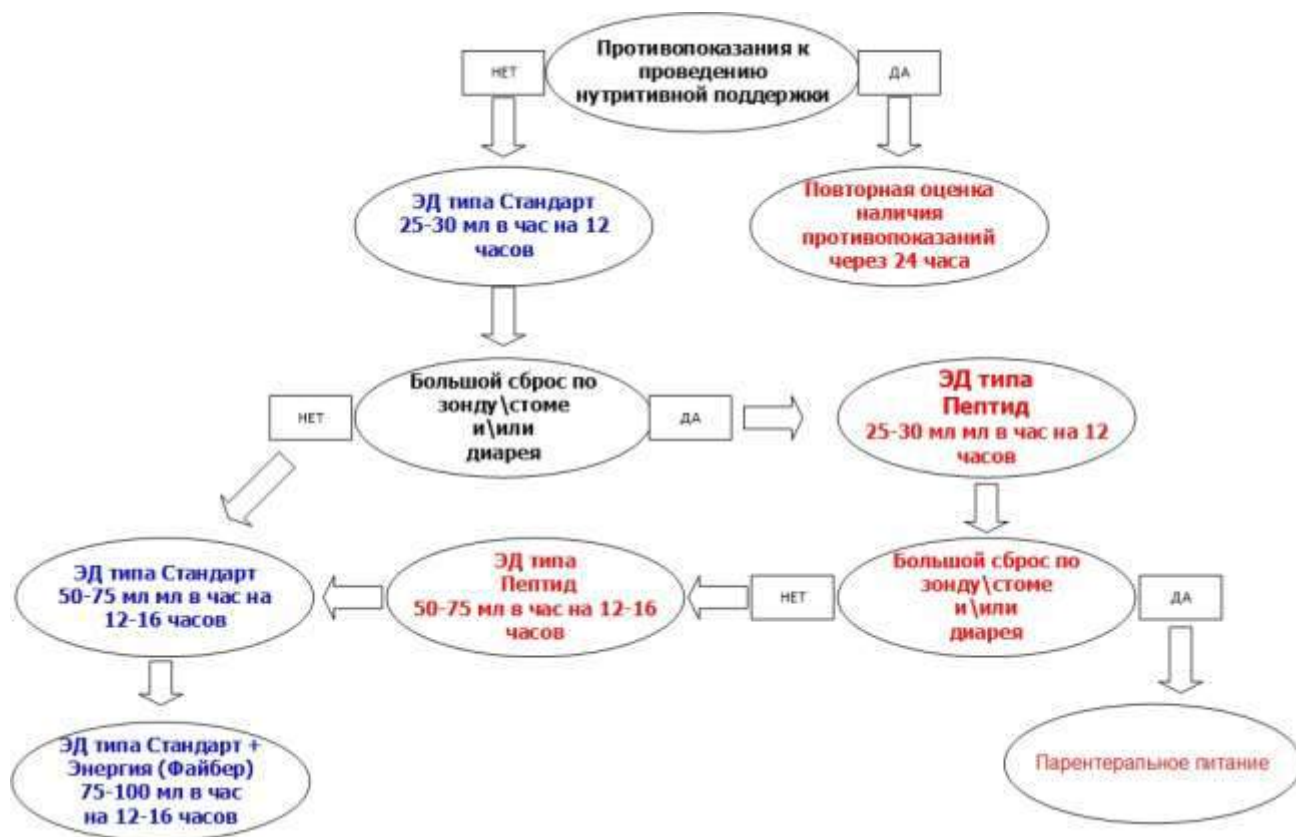 Противопоказания к
проведению
нутритивной поддержки
НЕТ
ДА
ЭД типа Стандарт
25-30 мл в час на 12
часов
Повторная оценка
наличия
противопоказаний
через 24 часа
Большой сброс по
зонду\стоме
и\или
диарея
НЕТ
ДА
ЭД типа
Пептид
25-30 мл мл в час на 12
часов
ЭД типа Стандарт
50-75 мл мл в час на
12-16 часов
ЭД типа
Пептид
50-75 мл в час на 12-16
часов
НЕТ
Большой сброс по
зонду\стоме
и\или
диарея
ДА
ЭД типа Стандарт +
Энергия (Файбер)
75-100 мл в час
на 12-16 часов
Парентеральное питание